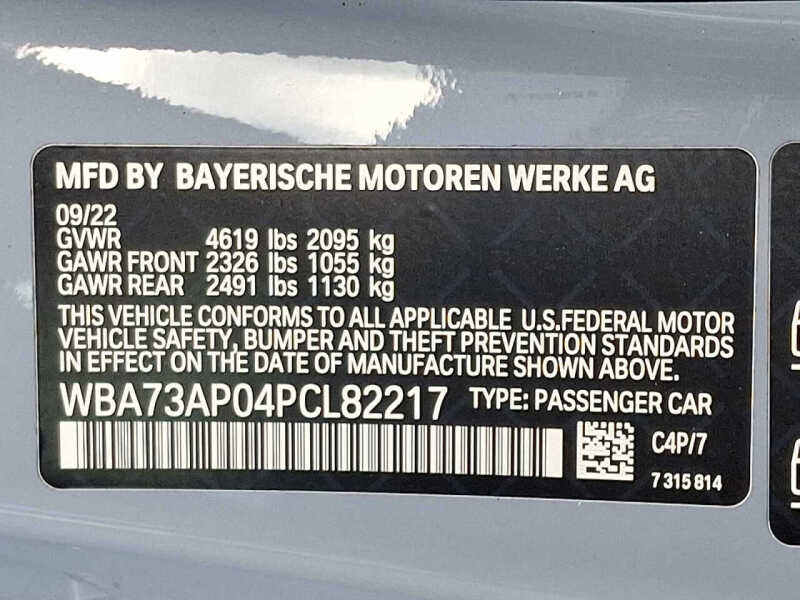 MFD BY BAYERISCHE MOTOREN WERKE AG
09/22
GVWR 4619 lbs 2095 kg
GAWR FRONT 2326 lbs 1055 kg
GAWR REAR 2491 lbs 1130 kg
THIS VEHICLE CONFORMS TO ALL APPLICABLE U.S.FEDERAL MOTOR
VEHICLE SAFETY, BUMPER AND THEFT PREVENTION STANDARDS
IN EFFECT ON THE DATE OF MANUFACTURE SHOWN ABOVE.
WBA73AP04PCL82217 TYPE: PASSENGER CAR
C4P/7
7 315 814